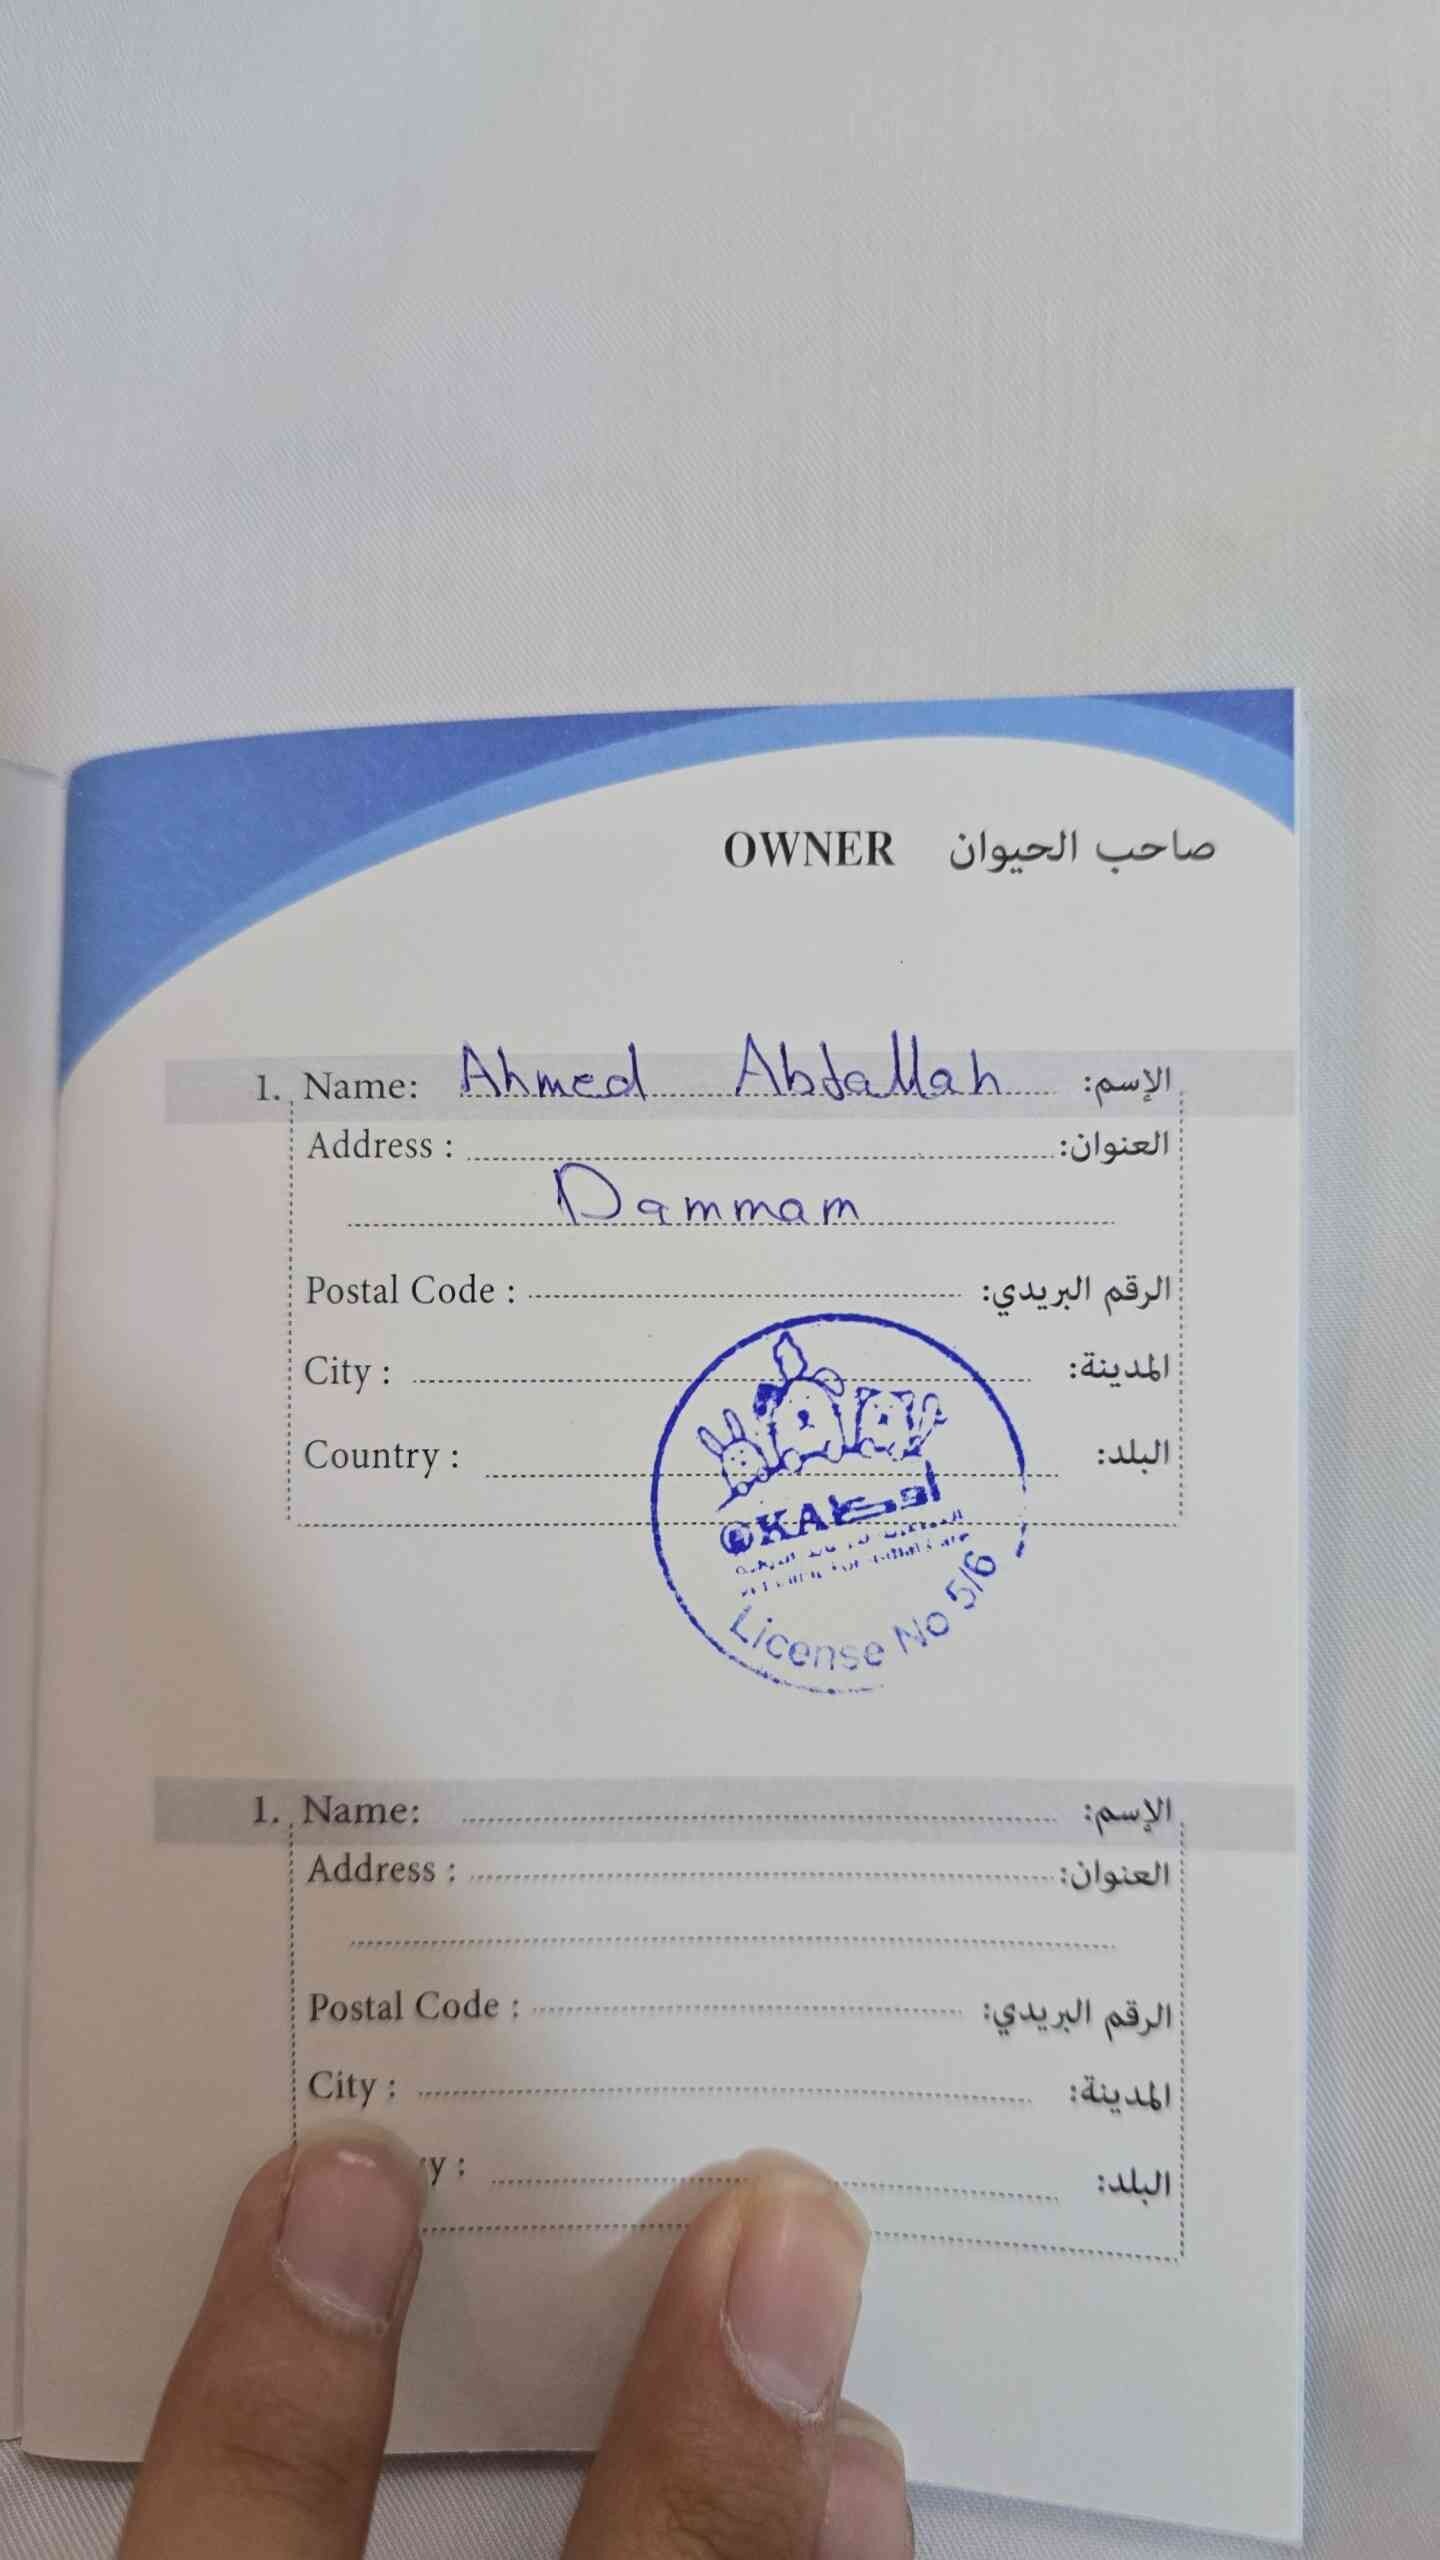 OWNER صاحب الحيوان
1. Name: Ahmed Abdallah الإسم:
Address : العنوان:
Dammam
Postal Code : الرقم البريدي:
City : المدينة:
Country : البلد:
OKA أوكا
License No 5/6
1. Name: الإسم:
Address : العنوان:
Postal Code : الرقم البريدي:
City : المدينة:
البلد: